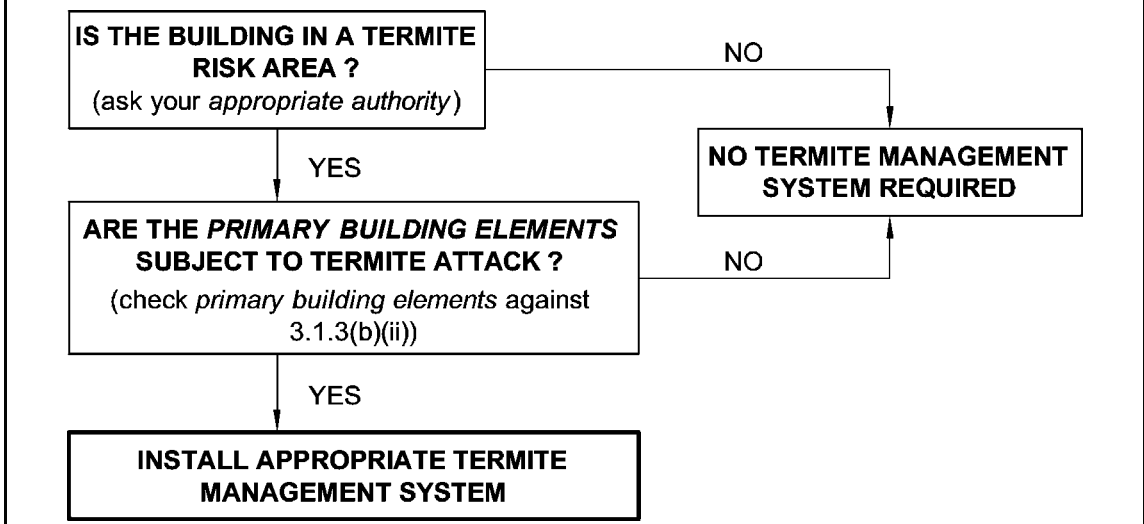 IS THE BUILDING IN A TERMITE
RISK AREA ?
(ask your appropriate authority)
NO
YES
NO TERMITE MANAGEMENT
SYSTEM REQUIRED
ARE THE PRIMARY BUILDING ELEMENTS
SUBJECT TO TERMITE ATTACK ?
(check primary building elements against
3.1.3(b)(ii))
NO
YES
INSTALL APPROPRIATE TERMITE
MANAGEMENT SYSTEM